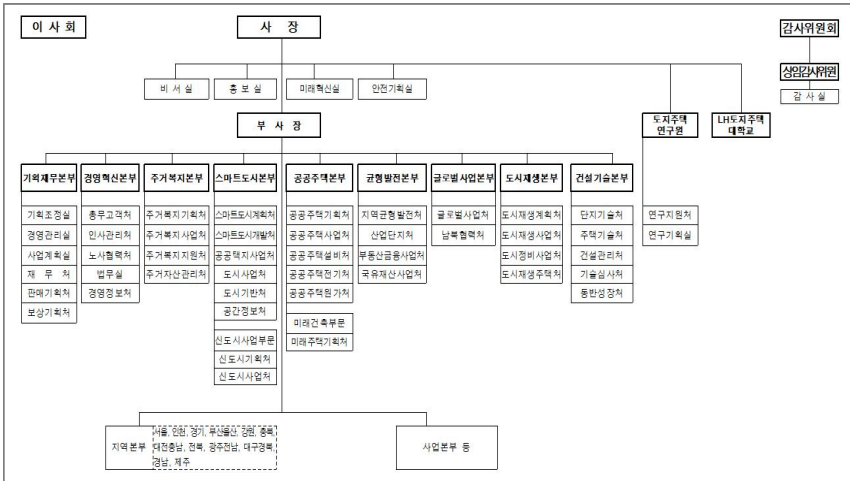 이 사 회
사 장
감사위원회
상임감사위원
감 사 실
비 서 실
홍 보 실
미래혁신실
안전기획실
부 사 장
토지주택
연구원
LH토지주택
대학교
기획재무본부
경영혁신본부
주거복지본부
스마트도시본부
공공주택본부
균형발전본부
글로벌사업본부
도시재생본부
건설기술본부
기획조정실
경영관리실
사업계획실
재 무 처
판매기획처
보상기획처
총무고객처
인사관리처
노사협력처
법무실
경영정보처
주거복지기획처
주거복지사업처
주거복지지원처
주거자산관리처
스마트도시계획처
스마트도시개발처
공공택지사업처
도시사업처
도시기반처
공간정보처
신도시사업부문
신도시기획처
신도시사업처
공공주택기획처
공공주택사업처
공공주택설비처
공공주택전기처
공공주택원가처
미래건축부문
미래주택기획처
지역균형발전처
산업단지처
부동산금융사업처
국유재산사업처
글로벌사업처
남북협력처
도시재생계획처
도시재생사업처
도시정비사업처
도시재생주택처
단지기술처
주택기술처
건설관리처
기술심사처
동반성장처
연구지원처
연구기획실
지역본부
서울, 인천, 경기, 부산울산, 강원, 충북,
대전충남, 전북, 광주전남, 대구경북,
경남, 제주
사업본부 등